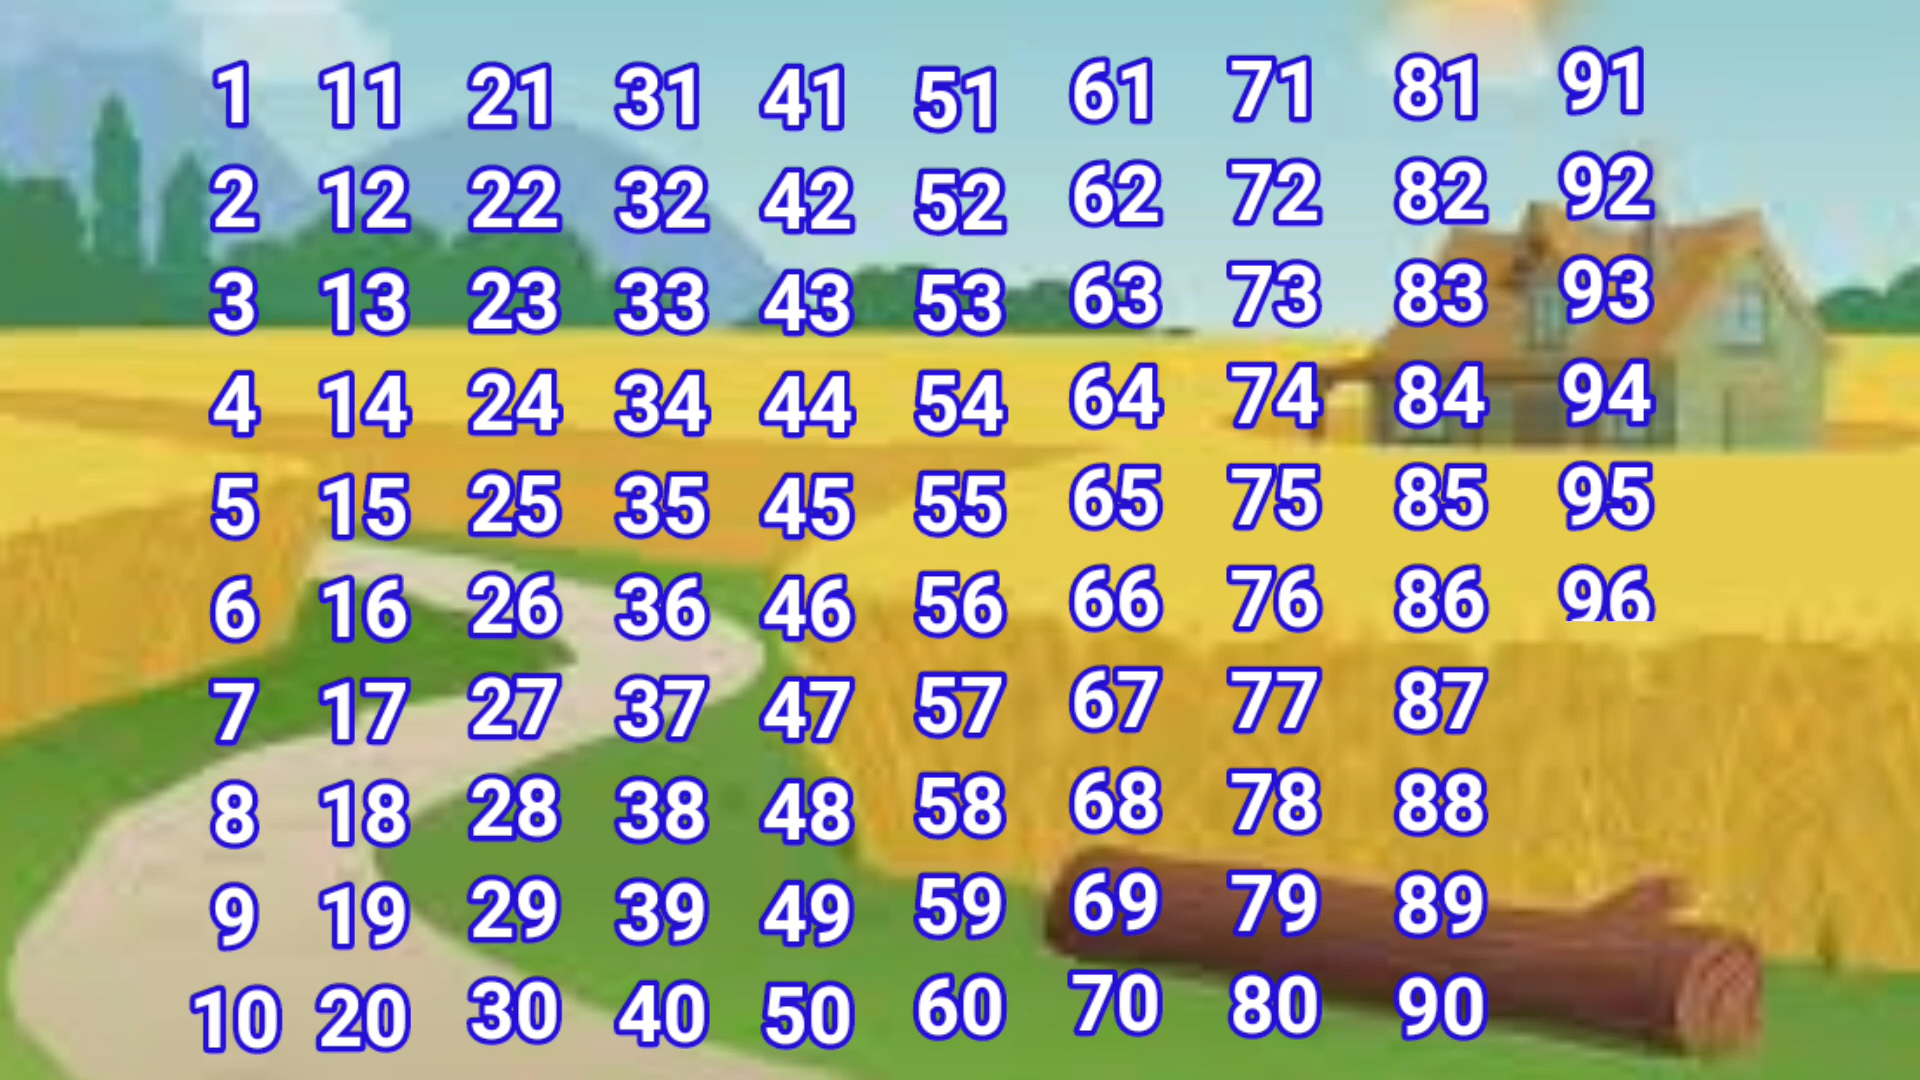 1 11 21 31 41 51 61 71 81 91
2 12 22 32 42 52 62 72 82 92
3 13 23 33 43 53 63 73 83 93
4 14 24 34 44 54 64 74 84 94
5 15 25 35 45 55 65 75 85 95
6 16 26 36 46 56 66 76 86 96
7 17 27 37 47 57 67 77 87
8 18 28 38 48 58 68 78 88
9 19 29 39 49 59 69 79 89
10 20 30 40 50 60 70 80 90